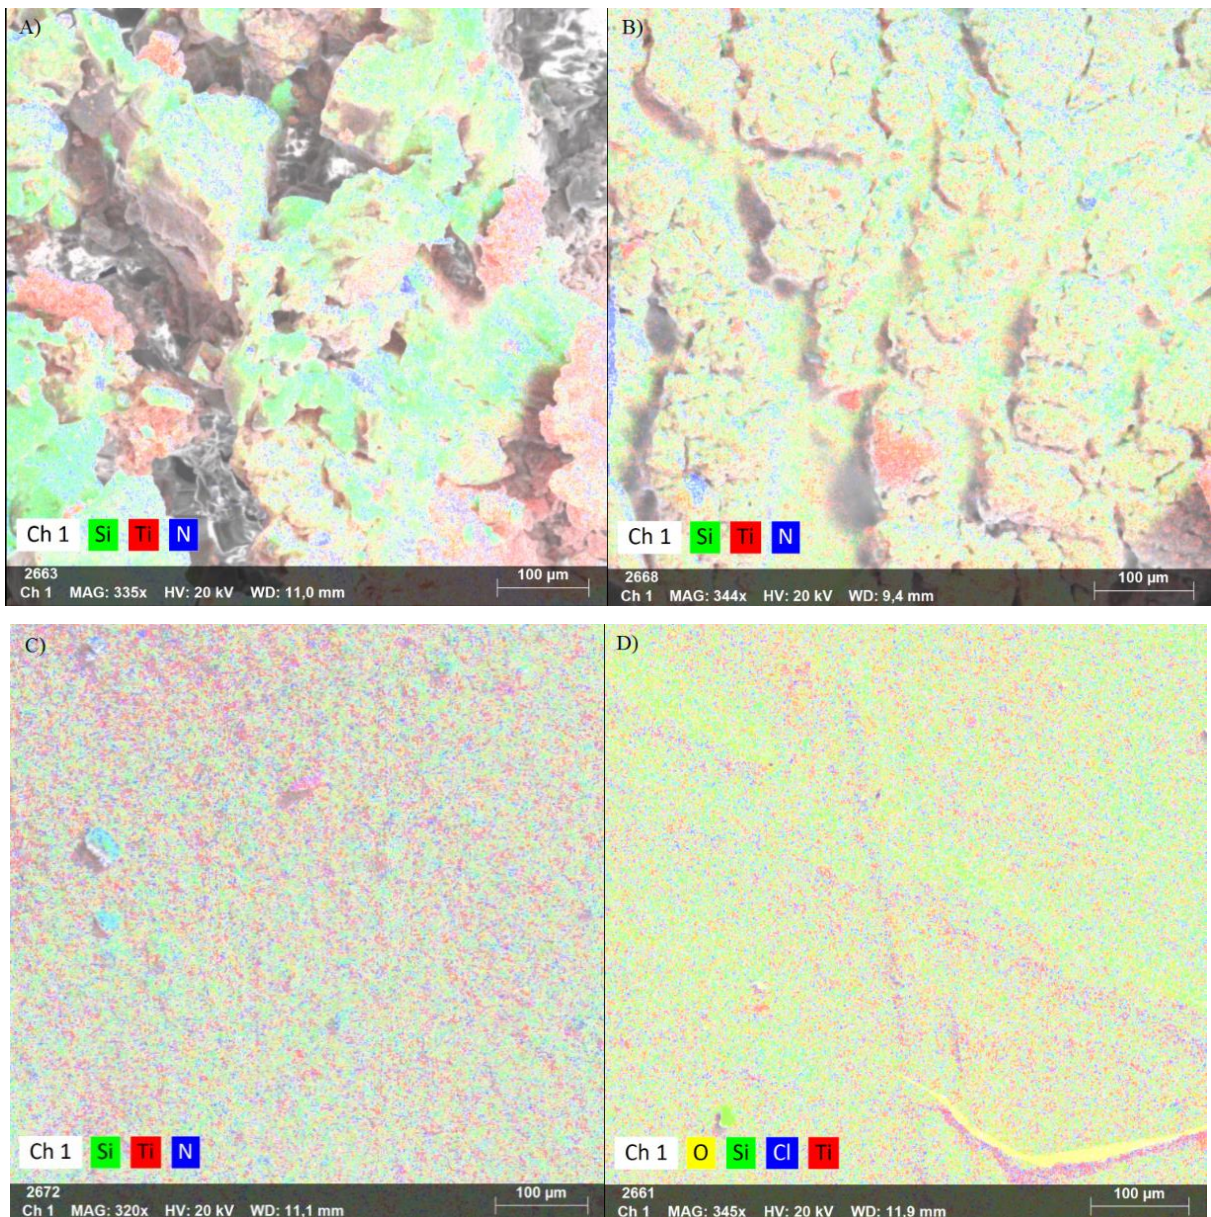 A)
Ch 1 Si Ti N
2663
100 µm
Ch 1 MAG: 335x HV: 20 kV WD: 11,0 mm
B)
Ch 1 Si Ti N
2668
100 µm
Ch 1 MAG: 344x HV: 20 kV WD: 9,4 mm
C)
Ch 1 Si Ti N
2672
100 µm
Ch 1 MAG: 320x HV: 20 kV WD: 11,1 mm
D)
Ch 1 O Si Cl Ti
2661
100 µm
Ch 1 MAG: 345x HV: 20 kV WD: 11,9 mm